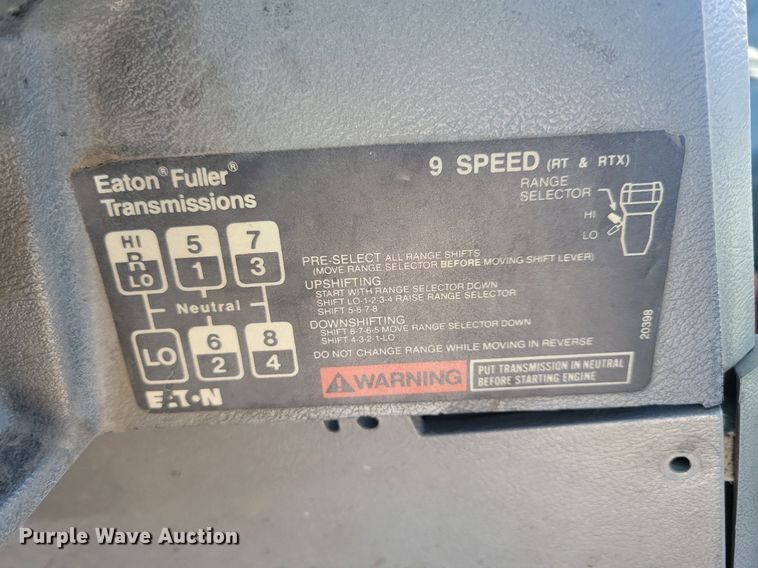 Eaton® Fuller®
Transmissions
9 SPEED (RT & RTX)
RANGE
SELECTOR
HI
LO
HI
R
LO
5
1
7
3
Neutral
LO
6
2
8
4
EATON
PRE-SELECT ALL RANGE SHIFTS
(MOVE RANGE SELECTOR BEFORE MOVING SHIFT LEVER)
UPSHIFTING
START WITH RANGE SELECTOR DOWN
SHIFT LO-1-2-3-4 RAISE RANGE SELECTOR
SHIFT 5-6-7-8
DOWNSHIFTING
SHIFT 8-7-6-5 MOVE RANGE SELECTOR DOWN
SHIFT 4-3-2-1-LO
DO NOT CHANGE RANGE WHILE MOVING IN REVERSE
WARNING
PUT TRANSMISSION IN NEUTRAL
BEFORE STARTING ENGINE
20398
Purple Wave Auction